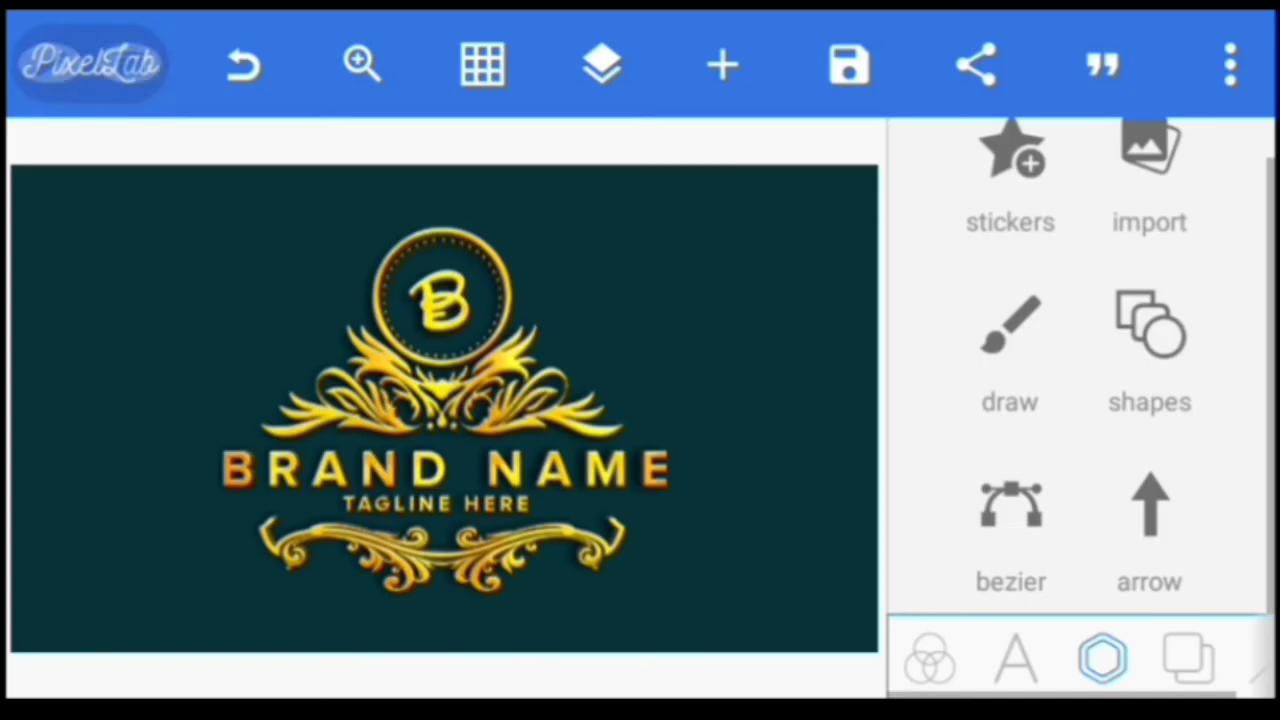 PixelLab
stickers import
draw shapes
B
BRAND NAME
TAGLINE HERE
bezier arrow